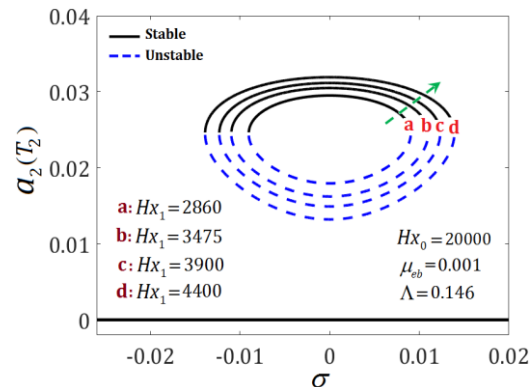 Stable
Unstable
0.04
0.03
0.02
0.01
0
a₂(T₂)
a b c d
a: Hx₁=2860
b: Hx₁=3475
c: Hx₁=3900
d: Hx₁=4400
Hx₀=20000
μ_eb=0.001
Λ=0.146
-0.02 -0.01 0 0.01 0.02
σ